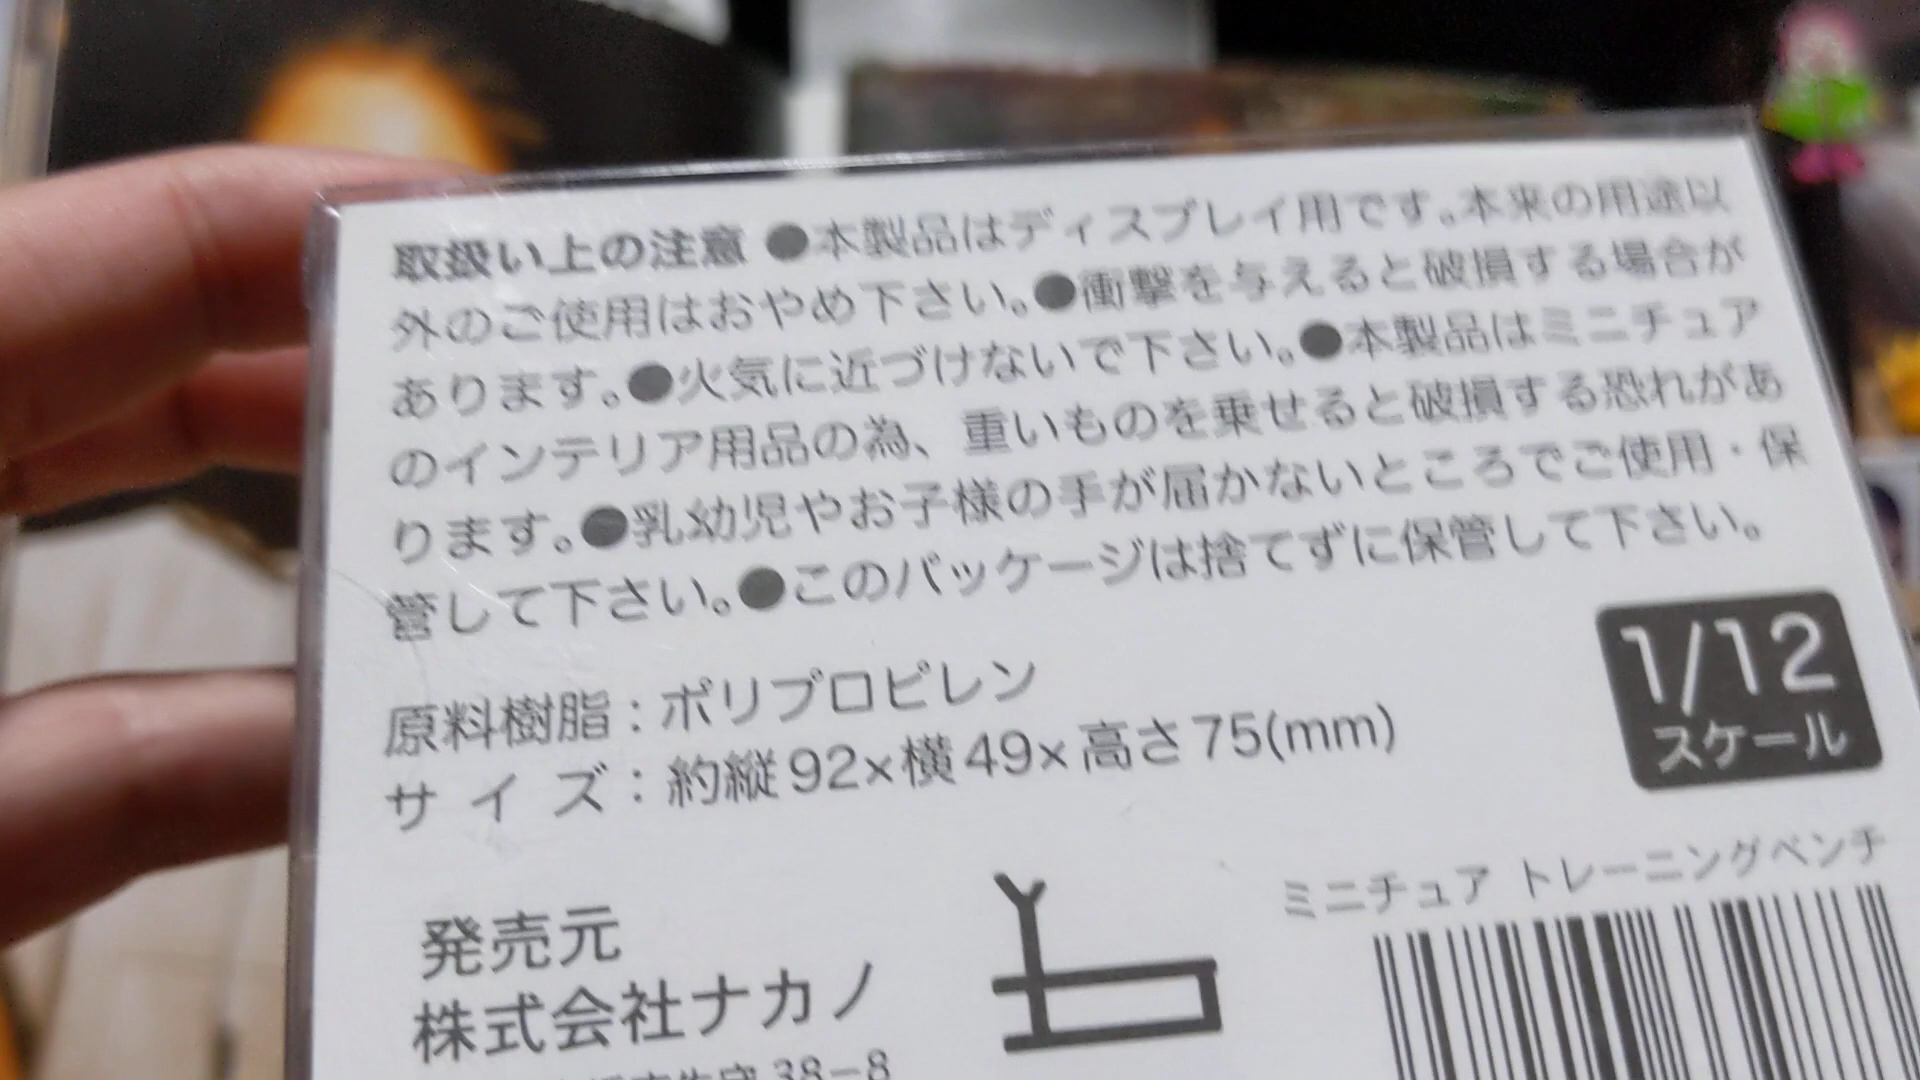 取扱い上の注意 ●本製品はディスプレイ用です。本来の用途以
外のご使用はおやめ下さい。●衝撃を与えると破損する場合が
あります。●火気に近づけないで下さい。●本製品はミニチュア
のインテリア用品の為、重いものを乗せると破損する恐れがあ
ります。●乳幼児やお子様の手が届かないところでご使用・保
管して下さい。●このパッケージは捨てずに保管して下さい。
原料樹脂：ポリプロピレン
サイズ：約縦92×横49×高さ75(mm)
1/12
スケール
ミニチュア トレーニングベンチ
発売元
株式会社ナカノ
38-8